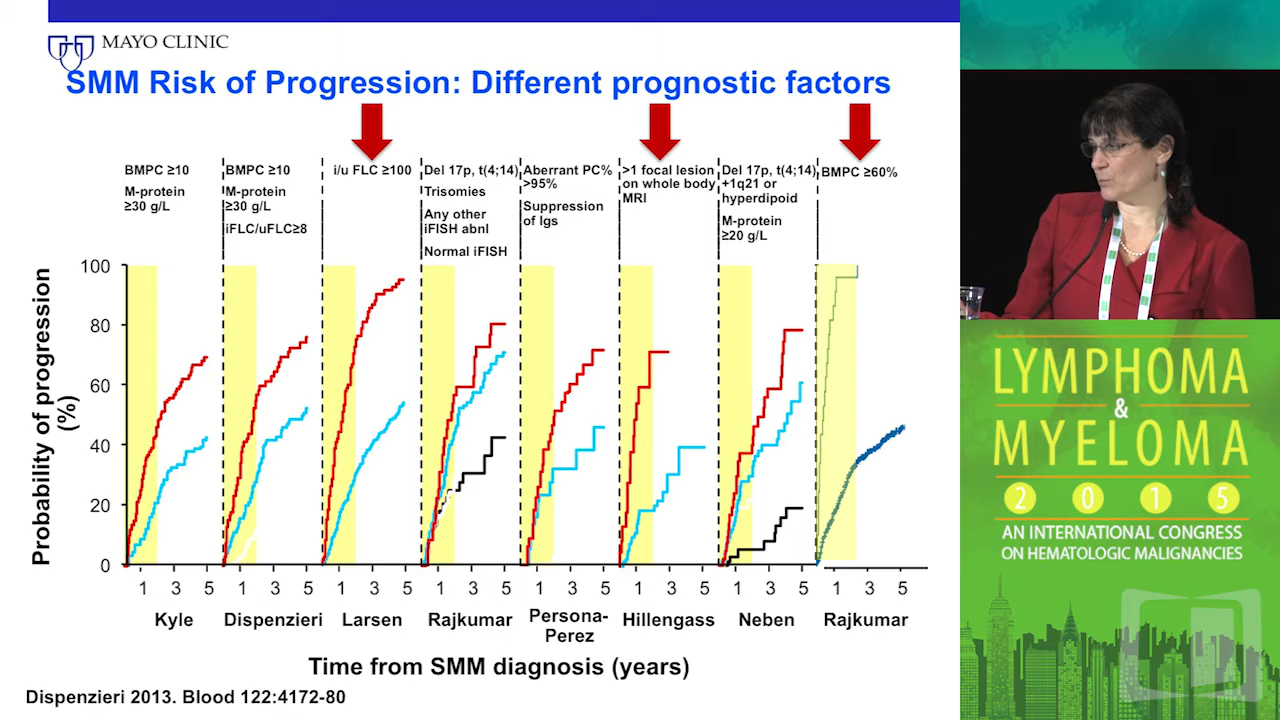 MAYO CLINIC
SMM Risk of Progression: Different prognostic factors
BMPC ≥10
M-protein
≥30 g/L
BMPC ≥10
M-protein
≥30 g/L
iFLC/uFLC≥8
i/u FLC ≥100
Del 17p, t(4;14)
Trisomies
Any other
iFISH abnl
Normal iFISH
Aberrant PC%
>95%
Suppression
of Igs
>1 focal lesion
on whole body
MRI
Del 17p, t(4;14)
+1q21 or
hyperdipoid
M-protein
≥20 g/L
BMPC ≥60%
Probability of progression
(%)
100
80
60
40
20
0
1 3 5
1 3 5
1 3 5
1 3 5
1 3 5
1 3 5
1 3 5
1 3 5
Kyle
Dispenzieri
Larsen
Rajkumar
Persona-
Perez
Hillengass
Neben
Rajkumar
Time from SMM diagnosis (years)
Dispenzieri 2013. Blood 122:4172-80
LYMPHOMA
&
MYELOMA
2 0 1 5
AN INTERNATIONAL CONGRESS
ON HEMATOLOGIC MALIGNANCIES